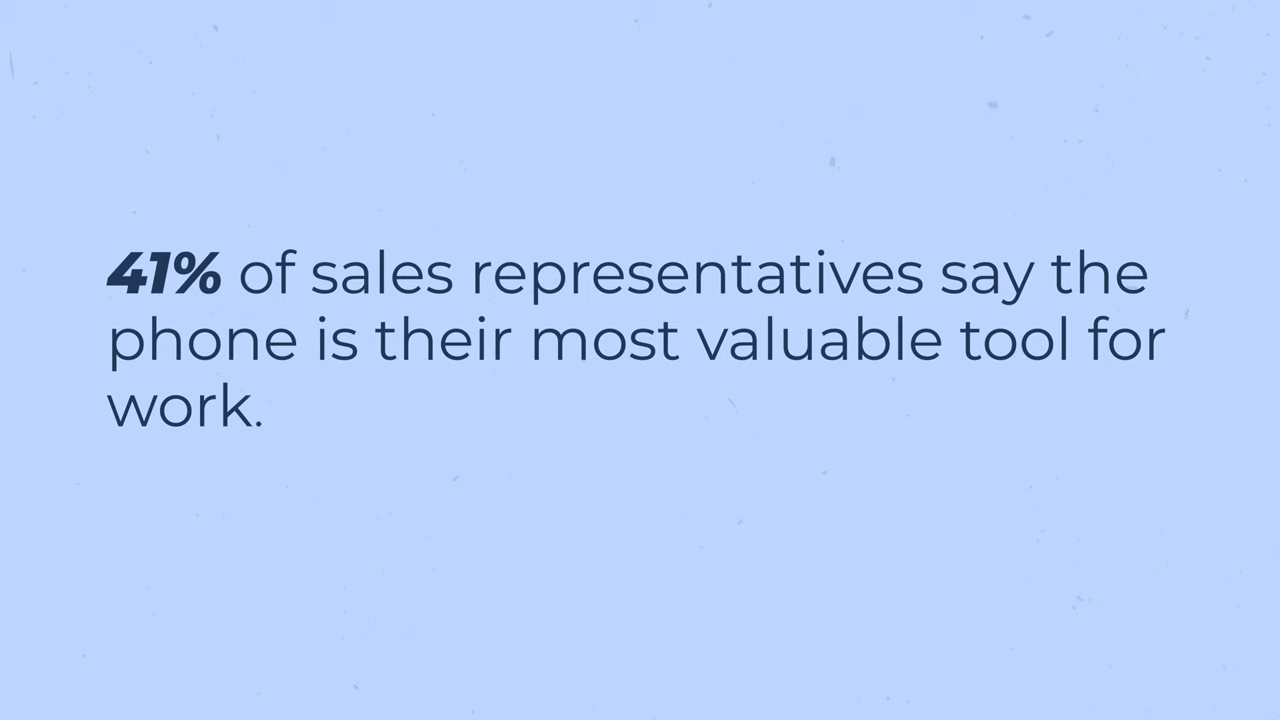 41% of sales representatives say the
phone is their most valuable tool for
work.